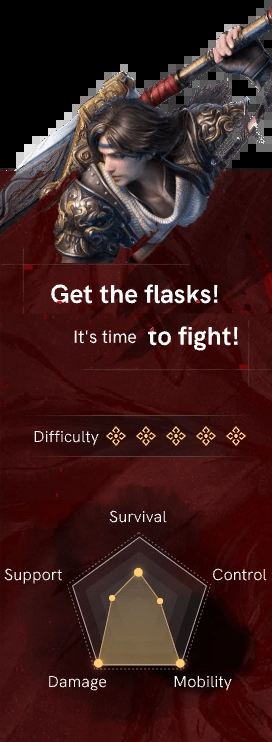 Get the flasks!
It's time to fight!
Difficulty
Survival
Support Control
Damage Mobility